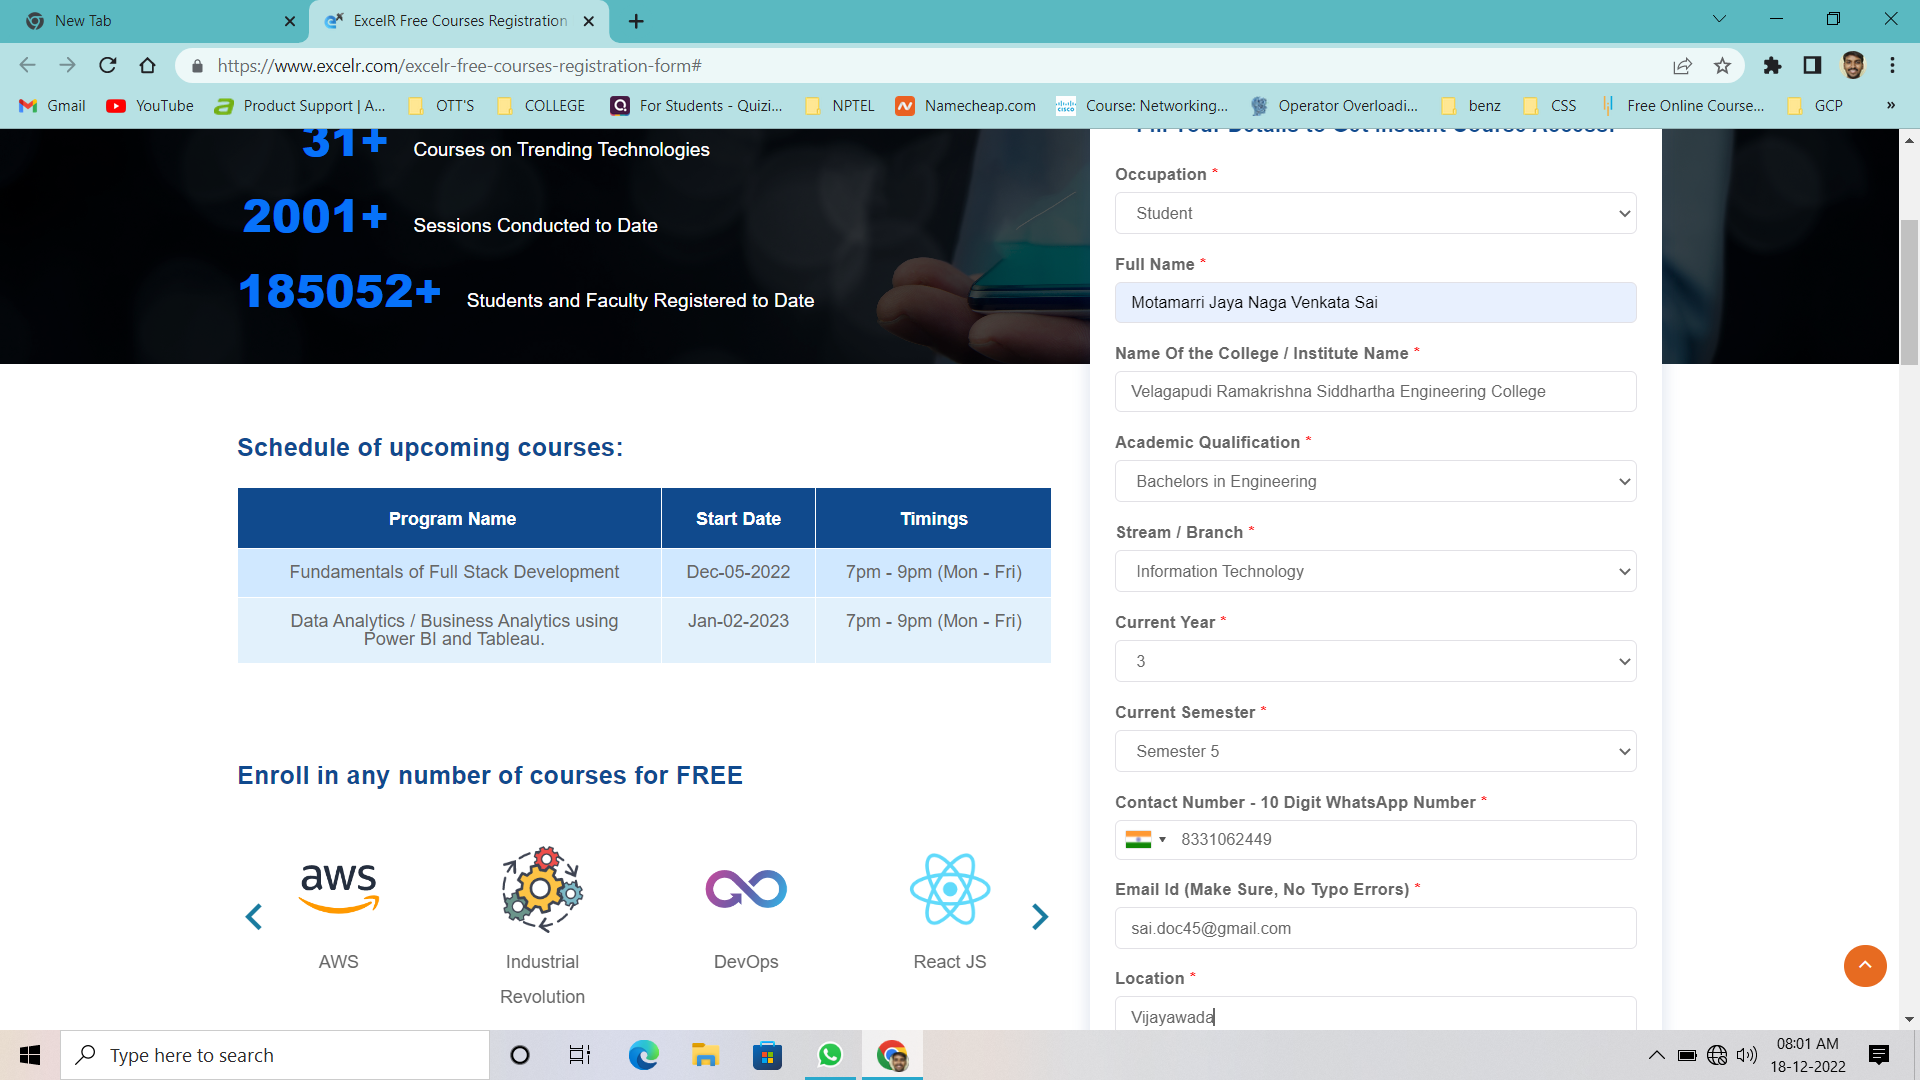 New Tab
ExcelR Free Courses Registration
https://www.excelr.com/excelr-free-courses-registration-form#
Gmail
YouTube
Product Support | A...
OTT'S
COLLEGE
For Students - Quizi...
NPTEL
Namecheap.com
Course: Networking...
Operator Overloadi...
benz
CSS
Free Online Course...
GCP
»
31+ Courses on Trending Technologies
2001+ Sessions Conducted to Date
185052+ Students and Faculty Registered to Date
Schedule of upcoming courses:
Program Name Start Date Timings
Fundamentals of Full Stack Development Dec-05-2022 7pm - 9pm (Mon - Fri)
Data Analytics / Business Analytics using Jan-02-2023 7pm - 9pm (Mon - Fri)
Power BI and Tableau.
Enroll in any number of courses for FREE
aws
AWS
Industrial
Revolution
DevOps
React JS
Fill Your Details to Get Instant Course Access!
Occupation *
Student
Full Name *
Motamarri Jaya Naga Venkata Sai
Name Of the College / Institute Name *
Velagapudi Ramakrishna Siddhartha Engineering College
Academic Qualification *
Bachelors in Engineering
Stream / Branch *
Information Technology
Current Year *
3
Current Semester *
Semester 5
Contact Number - 10 Digit WhatsApp Number *
8331062449
Email Id (Make Sure, No Typo Errors) *
sai.doc45@gmail.com
Location *
Vijayawada
Type here to search
08:01 AM
18-12-2022